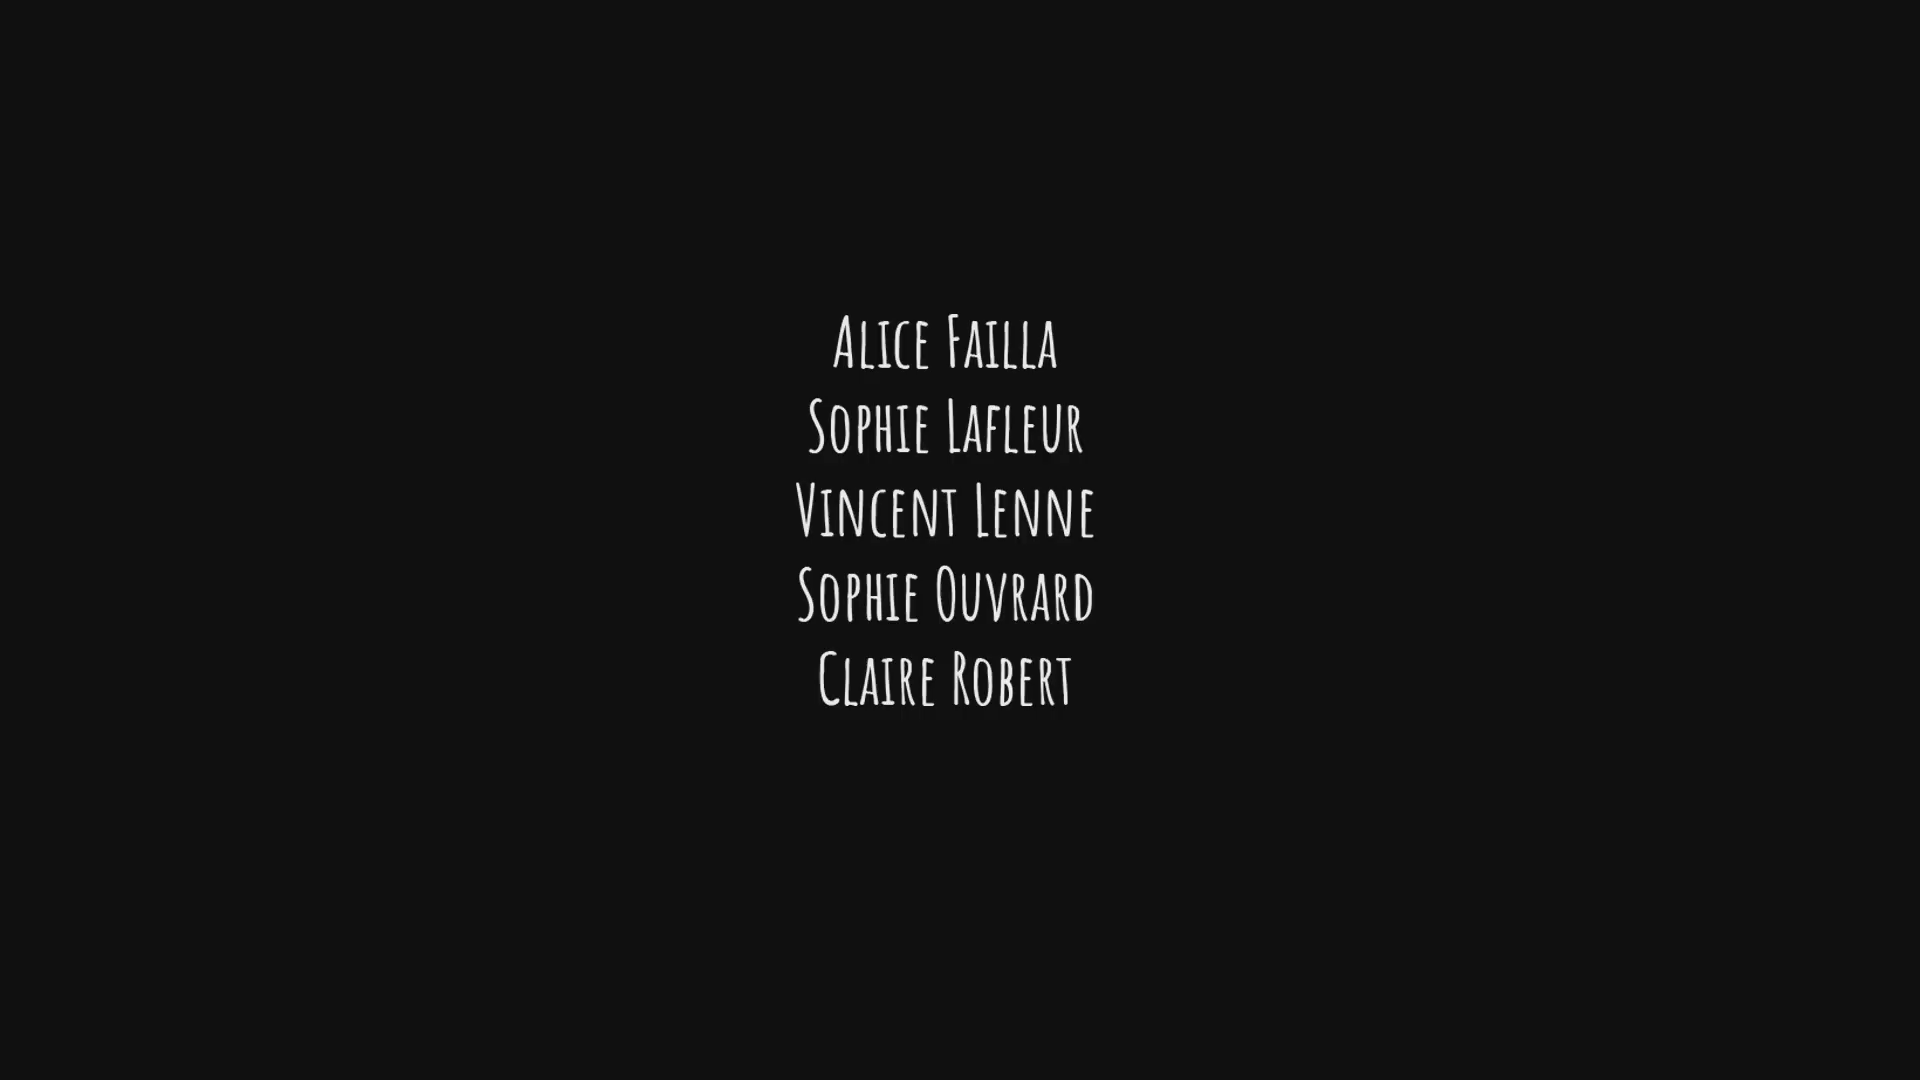 Alice Failla
Sophie Lafleur
Vincent Lenne
Sophie Ouvrard
Claire Robert